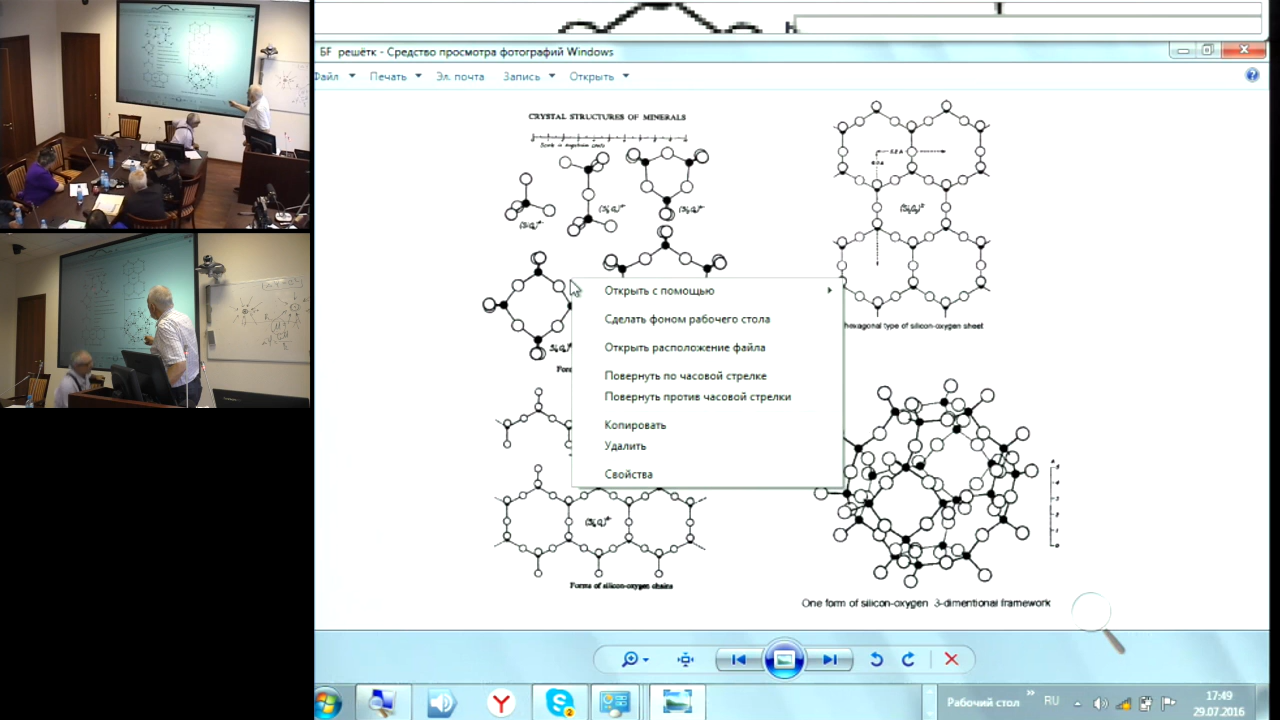 БF решётк - Средство просмотра фотографий Windows
Файл Печать Эл. почта Запись Открыть
CRYSTAL STRUCTURES OF MINERALS
hexagonal type of silicon-oxygen sheet
Открыть с помощью
Сделать фоном рабочего стола
Открыть расположение файла
Повернуть по часовой стрелке
Повернуть против часовой стрелки
Копировать
Удалить
Свойства
Forms of silicon-oxygen chains
One form of silicon-oxygen 3-dimentional framework
Рабочий стол
RU
17:49
29.07.2016